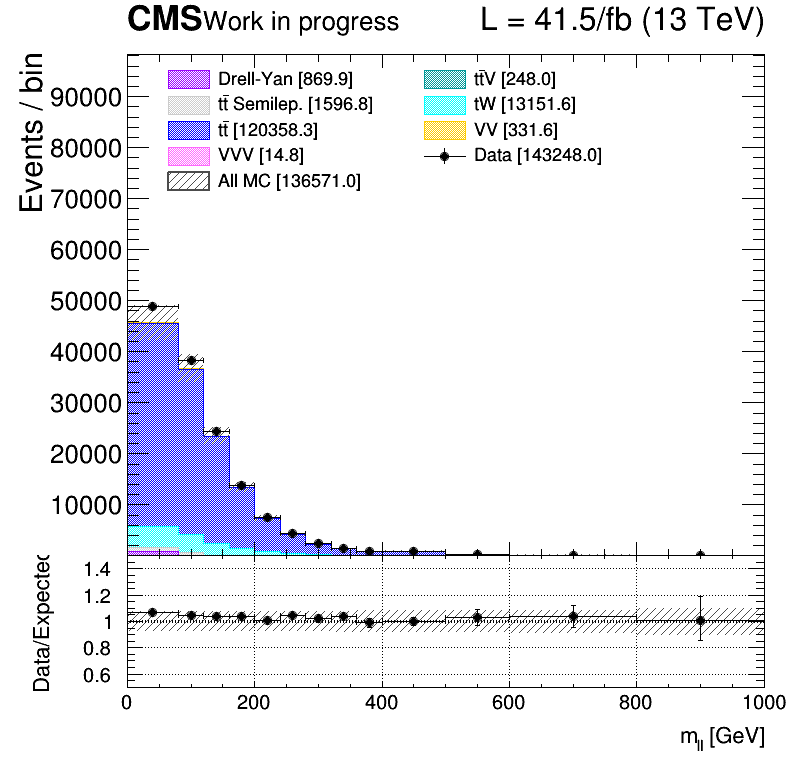 CMS Work in progress L = 41.5/fb (13 TeV)
Events / bin
Drell-Yan [869.9]
tt̄ Semilep. [1596.8]
tt̄ [120358.3]
VVV [14.8]
All MC [136571.0]
tt̄V [248.0]
tW [13151.6]
VV [331.6]
Data [143248.0]
90000
80000
70000
60000
50000
40000
30000
20000
10000
Data/Expected
1.4
1.2
1
0.8
0.6
0 200 400 600 800 1000
m_ll [GeV]